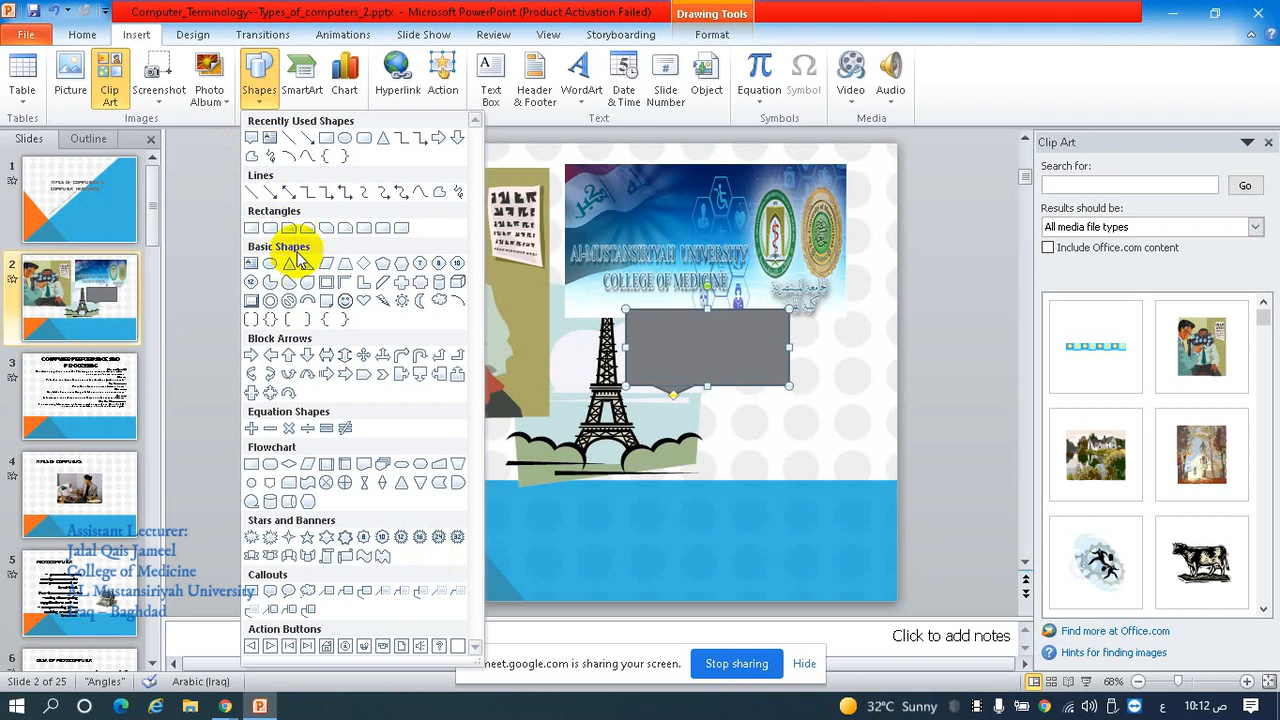 Computer_Terminology--Types_of_computers_2.pptx - Microsoft PowerPoint (Product Activation Failed)
Drawing Tools
File Home Insert Design Transitions Animations Slide Show Review View Storyboarding Format
Table Picture Clip Art Screenshot Photo Album Shapes SmartArt Chart Hyperlink Action Text Box Header & Footer WordArt Date & Time Slide Number Object Equation Symbol Video Audio
Tables Images Text Symbols Media
Slides Outline
1
2
3
4
5
6
Recently Used Shapes
Lines
Rectangles
Basic Shapes
Block Arrows
Equation Shapes
Flowchart
Stars and Banners
Callouts
Action Buttons
AL-MUSTANSIRIYAH UNIVERSITY
COLLEGE OF MEDICINE
Clip Art
Search for:
Go
Results should be:
All media file types
Include Office.com content
Find more at Office.com
Hints for finding images
Assistant Lecturer:
Jalal Qais Jameel
College of Medicine
AL Mustansiriyah University
Iraq – Baghdad
Click to add notes
meet.google.com is sharing your screen.
Stop sharing
Hide
Slide 2 of 25 "Angles" Arabic (Iraq) 68%
32°C Sunny
ع
10:12 ص